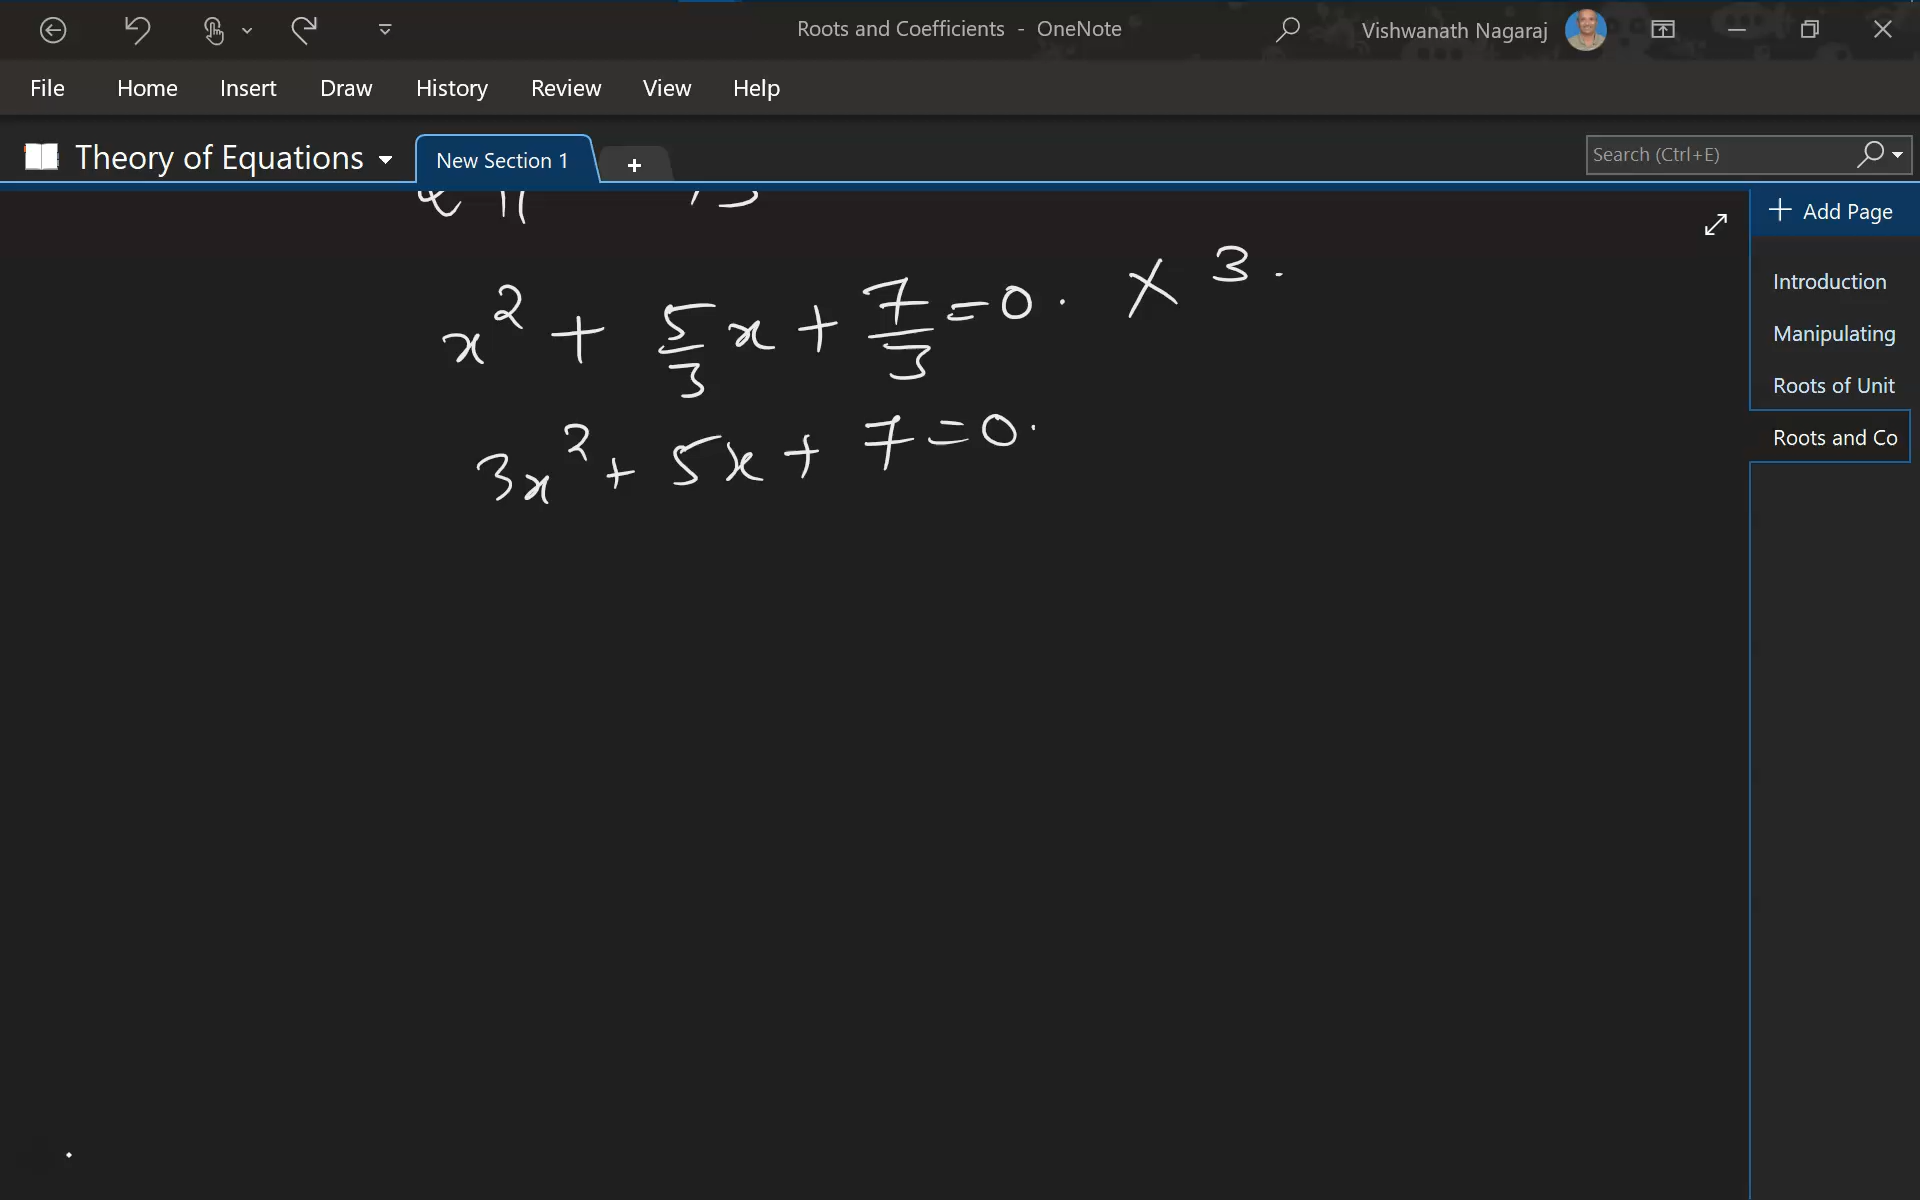 Roots and Coefficients - OneNote
Vishwanath Nagaraj
File Home Insert Draw History Review View Help
Theory of Equations
New Section 1
+
Search (Ctrl+E)
+ Add Page
Introduction
Manipulating
Roots of Unit
Roots and Co
x² + 5/3 x + 7/3 = 0. × 3.
3x² + 5x + 7 = 0.